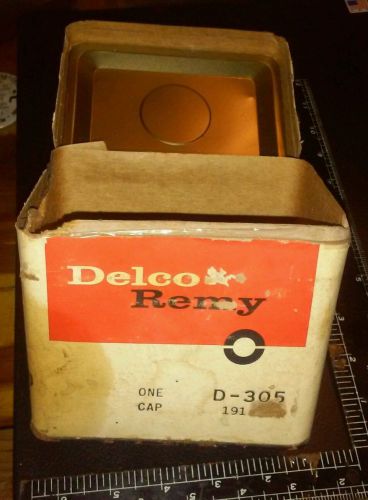 Delco
Remy
ONE D-305
CAP 191